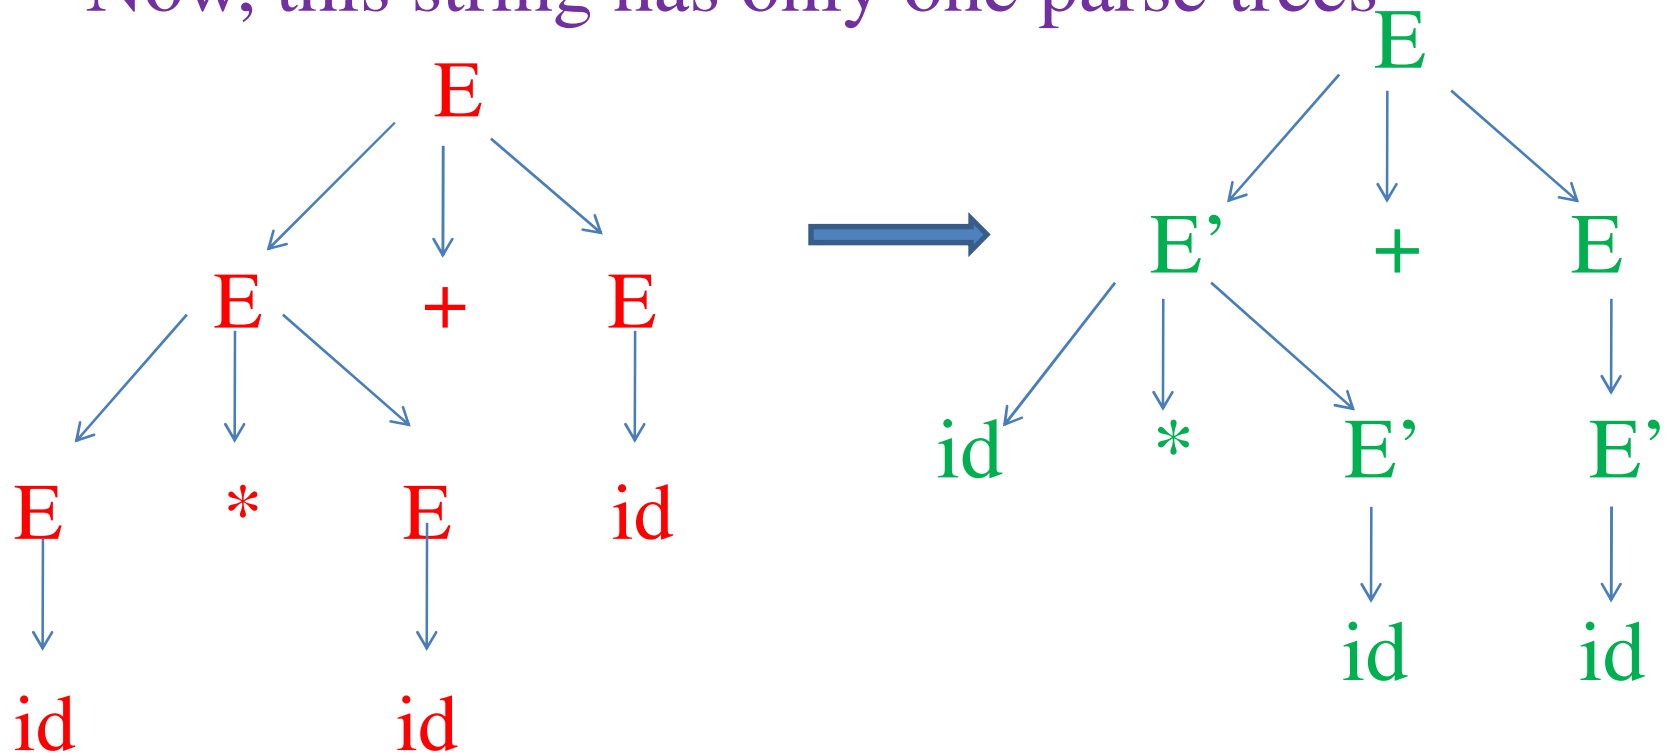 Now, this string has only one parse trees
E
E
E' + E
E + E
id * E' E'
E * E id
id id
id id